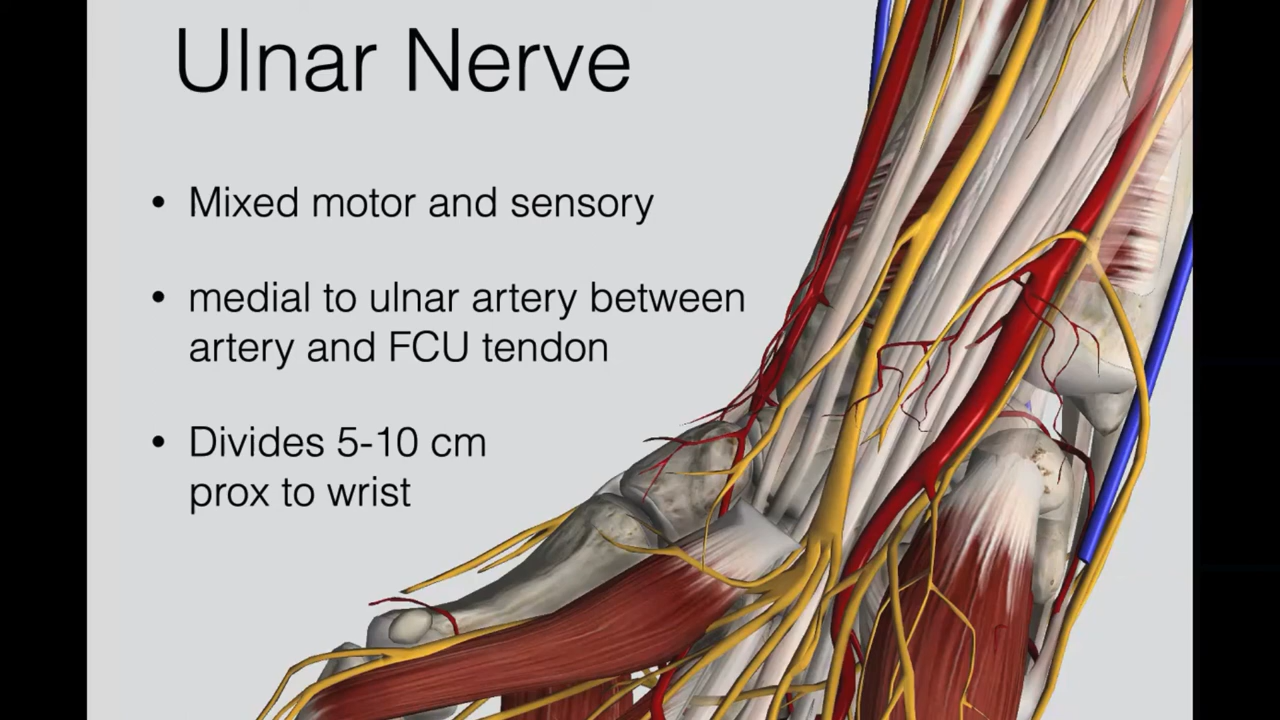 Ulnar Nerve
• Mixed motor and sensory
• medial to ulnar artery between
artery and FCU tendon
• Divides 5-10 cm
prox to wrist